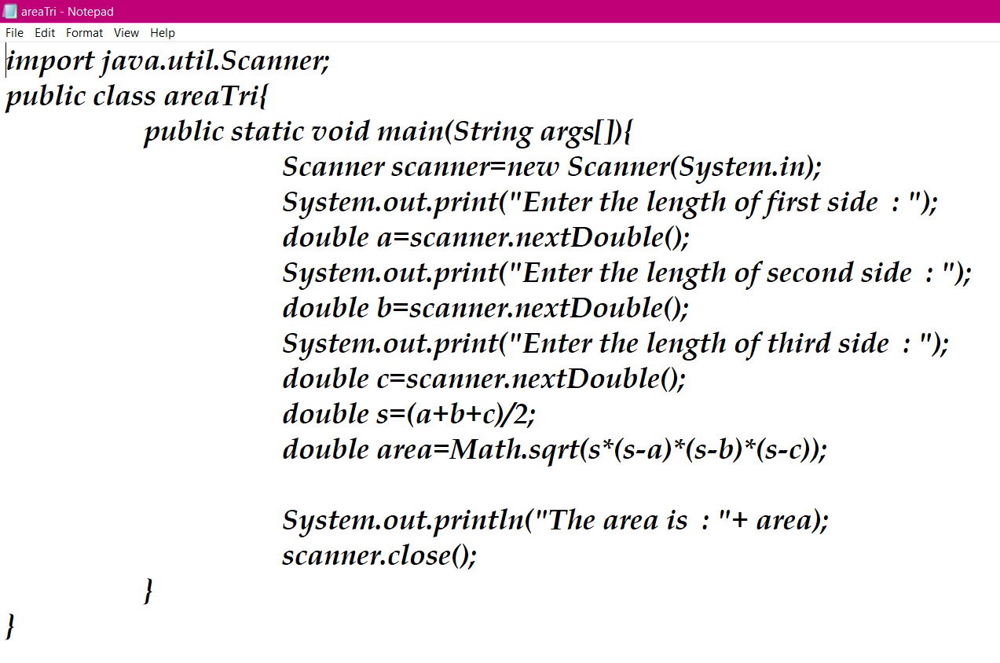 areaTri - Notepad
File Edit Format View Help
import java.util.Scanner;
public class areaTri{
public static void main(String args[]){
Scanner scanner=new Scanner(System.in);
System.out.print("Enter the length of first side  : ");
double a=scanner.nextDouble();
System.out.print("Enter the length of second side  : ");
double b=scanner.nextDouble();
System.out.print("Enter the length of third side  : ");
double c=scanner.nextDouble();
double s=(a+b+c)/2;
double area=Math.sqrt(s*(s-a)*(s-b)*(s-c));
System.out.println("The area is  : "+ area);
scanner.close();
}
}